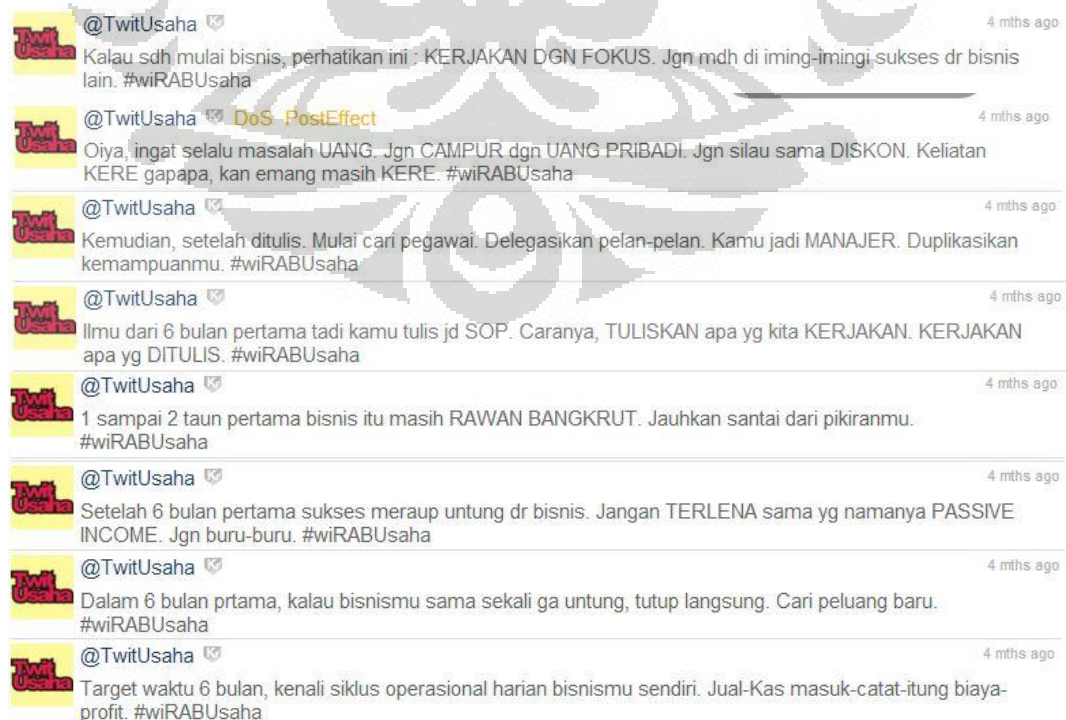 @TwitUsaha 4 mths ago
Kalau sdh mulai bisnis, perhatikan ini : KERJAKAN DGN FOKUS. Jgn mdh di iming-imingi sukses dr bisnis
lain. #wiRABUsaha
@TwitUsaha DoS PostEffect 4 mths ago
Oiya, ingat selalu masalah UANG. Jgn CAMPUR dgn UANG PRIBADI. Jgn silau sama DISKON. Keliatan
KERE gapapa, kan emang masih KERE. #wiRABUsaha
@TwitUsaha 4 mths ago
Kemudian, setelah ditulis. Mulai cari pegawai. Delegasikan pelan-pelan. Kamu jadi MANAJER. Duplikasikan
kemampuanmu. #wiRABUsaha
@TwitUsaha 4 mths ago
Ilmu dari 6 bulan pertama tadi kamu tulis jd SOP. Caranya, TULISKAN apa yg kita KERJAKAN. KERJAKAN
apa yg DITULIS. #wiRABUsaha
@TwitUsaha 4 mths ago
1 sampai 2 taun pertama bisnis itu masih RAWAN BANGKRUT. Jauhkan santai dari pikiranmu.
#wiRABUsaha
@TwitUsaha 4 mths ago
Setelah 6 bulan pertama sukses meraup untung dr bisnis. Jangan TERLENA sama yg namanya PASSIVE
INCOME. Jgn buru-buru. #wiRABUsaha
@TwitUsaha 4 mths ago
Dalam 6 bulan prtama, kalau bisnismu sama sekali ga untung, tutup langsung. Cari peluang baru.
#wiRABUsaha
@TwitUsaha 4 mths ago
Target waktu 6 bulan, kenali siklus operasional harian bisnismu sendiri. Jual-Kas masuk-catat-itung biaya-
profit. #wiRABUsaha